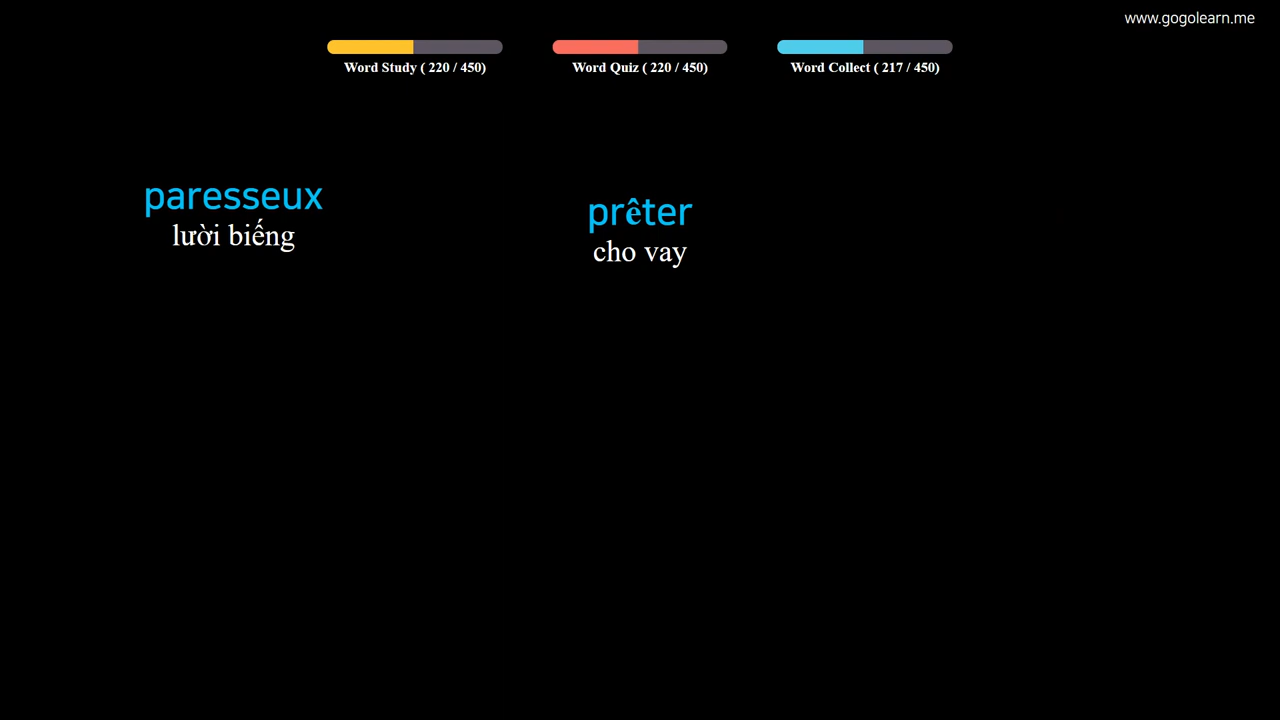 www.gogolearn.me
Word Study ( 220 / 450)
Word Quiz ( 220 / 450)
Word Collect ( 217 / 450)
paresseux
lười biếng
prêter
cho vay